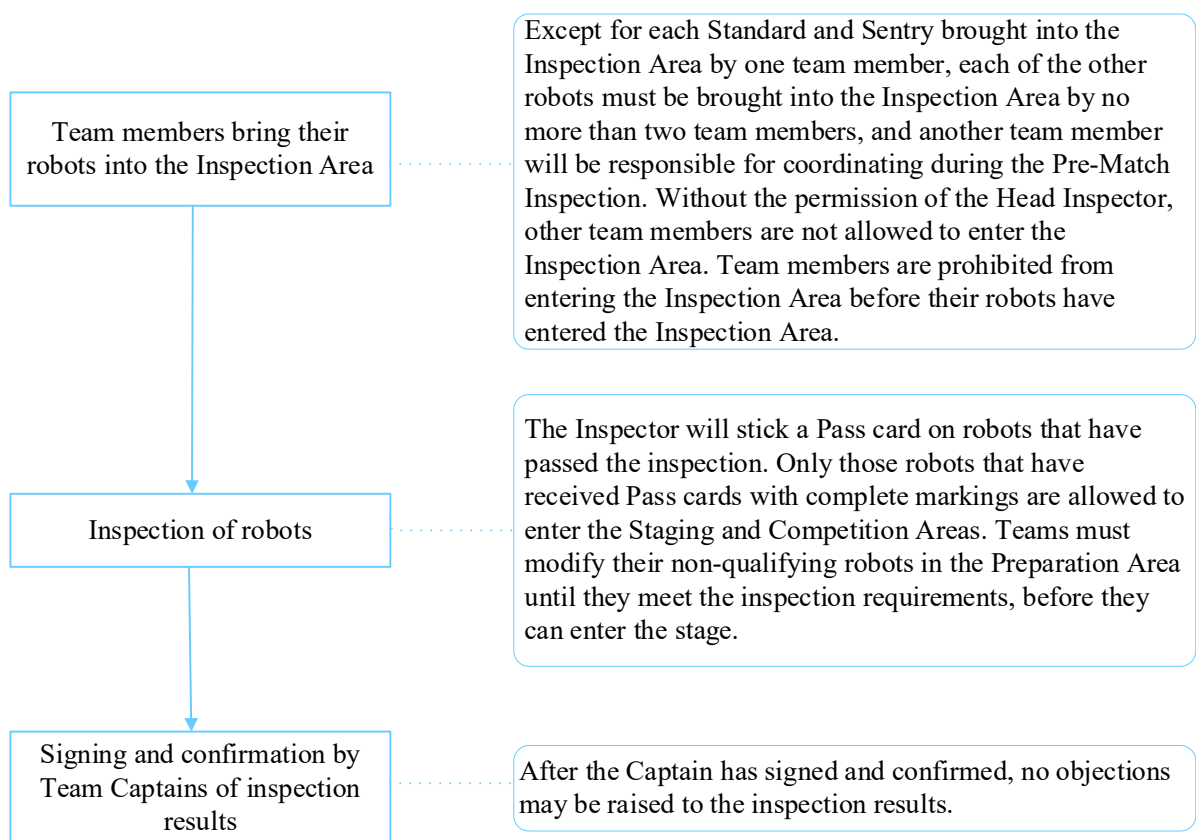 Team members bring their
robots into the Inspection Area
Except for each Standard and Sentry brought into the
Inspection Area by one team member, each of the other
robots must be brought into the Inspection Area by no
more than two team members, and another team member
will be responsible for coordinating during the Pre-Match
Inspection. Without the permission of the Head Inspector,
other team members are not allowed to enter the
Inspection Area. Team members are prohibited from
entering the Inspection Area before their robots have
entered the Inspection Area.
Inspection of robots
The Inspector will stick a Pass card on robots that have
passed the inspection. Only those robots that have
received Pass cards with complete markings are allowed to
enter the Staging and Competition Areas. Teams must
modify their non-qualifying robots in the Preparation Area
until they meet the inspection requirements, before they
can enter the stage.
Signing and confirmation by
Team Captains of inspection
results
After the Captain has signed and confirmed, no objections
may be raised to the inspection results.